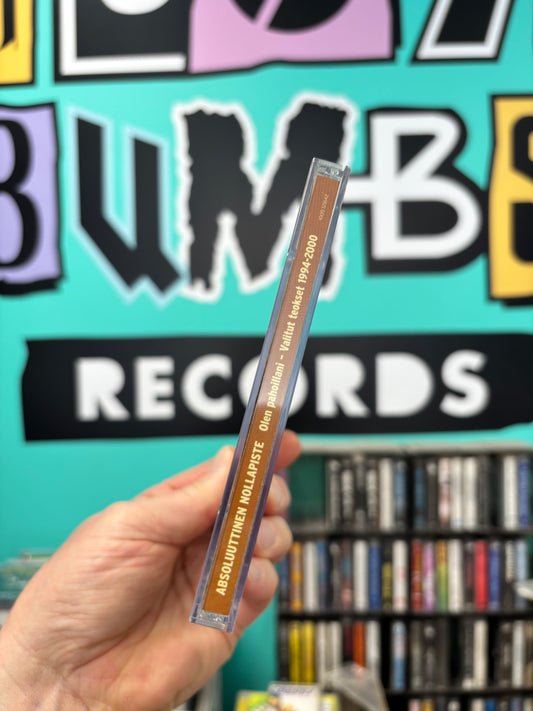 BUMBS
RECORDS
ABSOLUUTTINEN NOLLAPISTE Olen pahoillani - Valitut teokset 1994-2000